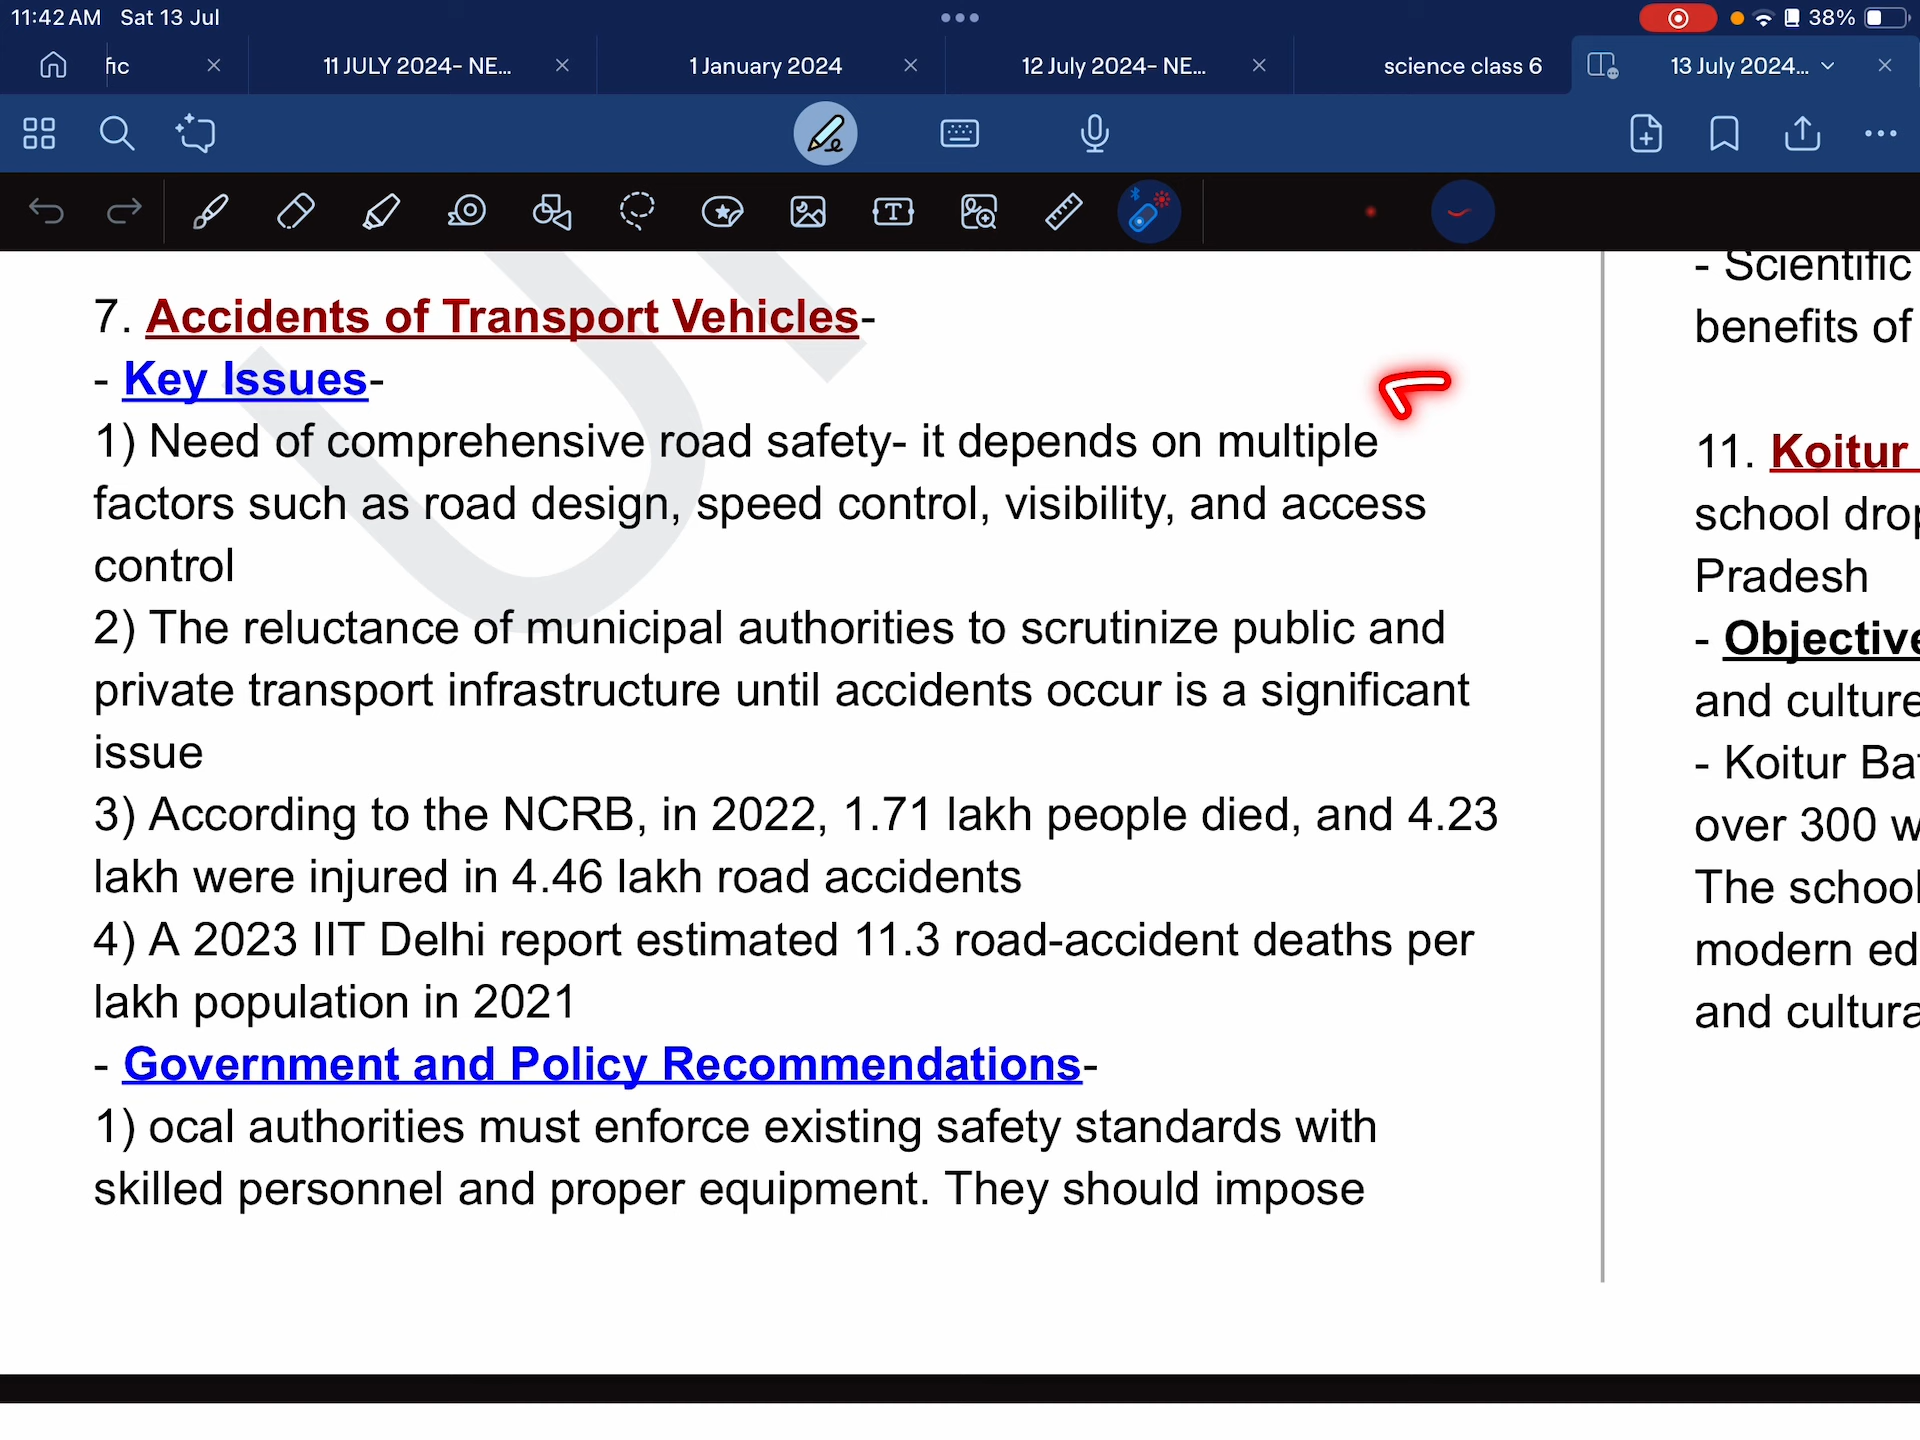 11:42 AM Sat 13 Jul
38%
fic
11 JULY 2024- NE...
1 January 2024
12 July 2024- NE...
science class 6
13 July 2024...
7. Accidents of Transport Vehicles-
- Key Issues-
1) Need of comprehensive road safety- it depends on multiple
factors such as road design, speed control, visibility, and access
control
2) The reluctance of municipal authorities to scrutinize public and
private transport infrastructure until accidents occur is a significant
issue
3) According to the NCRB, in 2022, 1.71 lakh people died, and 4.23
lakh were injured in 4.46 lakh road accidents
4) A 2023 IIT Delhi report estimated 11.3 road-accident deaths per
lakh population in 2021
- Government and Policy Recommendations-
1) ocal authorities must enforce existing safety standards with
skilled personnel and proper equipment. They should impose
- Scientific
benefits of
11. Koitur
school drop
Pradesh
- Objective
and culture
- Koitur Ba
over 300 w
The school
modern ed
and cultura